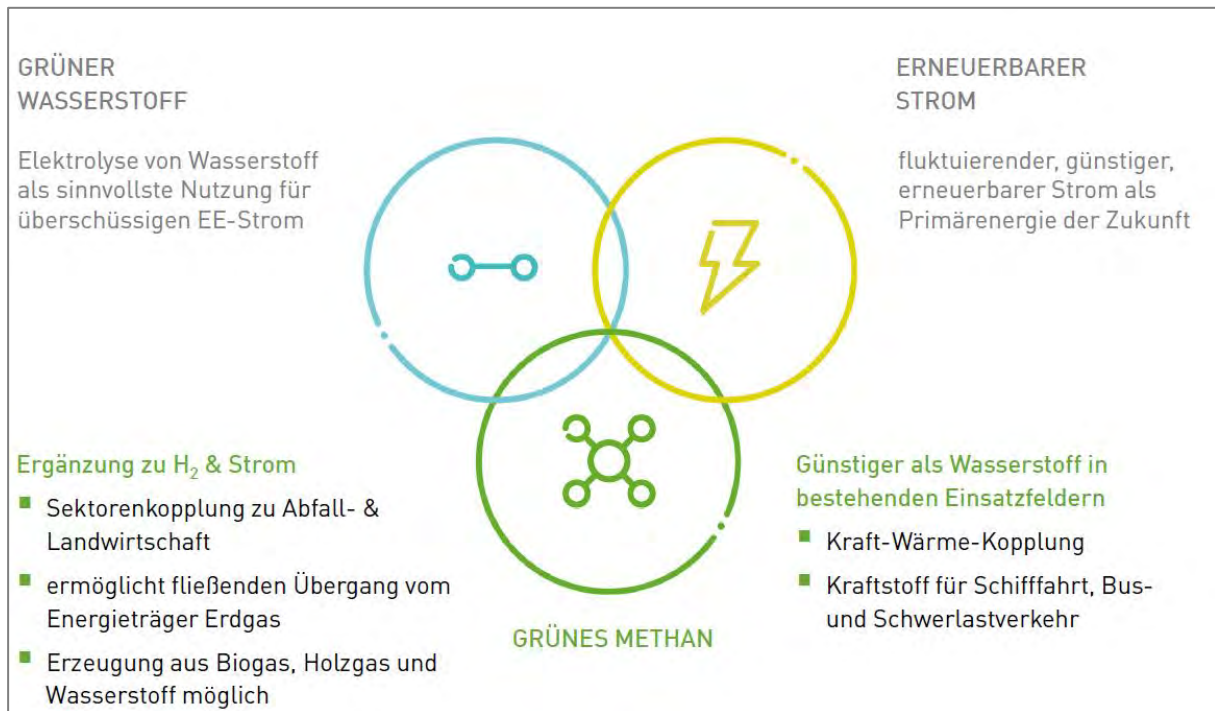 GRÜNER
WASSERSTOFF
Elektrolyse von Wasserstoff
als sinnvollste Nutzung für
überschüssigen EE-Strom
ERNEUERBARER
STROM
fluktuierender, günstiger,
erneuerbarer Strom als
Primärenergie der Zukunft
Ergänzung zu H₂ & Strom
▪ Sektorenkopplung zu Abfall- &
Landwirtschaft
▪ ermöglicht fließenden Übergang vom
Energieträger Erdgas
▪ Erzeugung aus Biogas, Holzgas und
Wasserstoff möglich
GRÜNES METHAN
Günstiger als Wasserstoff in
bestehenden Einsatzfeldern
▪ Kraft-Wärme-Kopplung
▪ Kraftstoff für Schifffahrt, Bus-
und Schwerlastverkehr